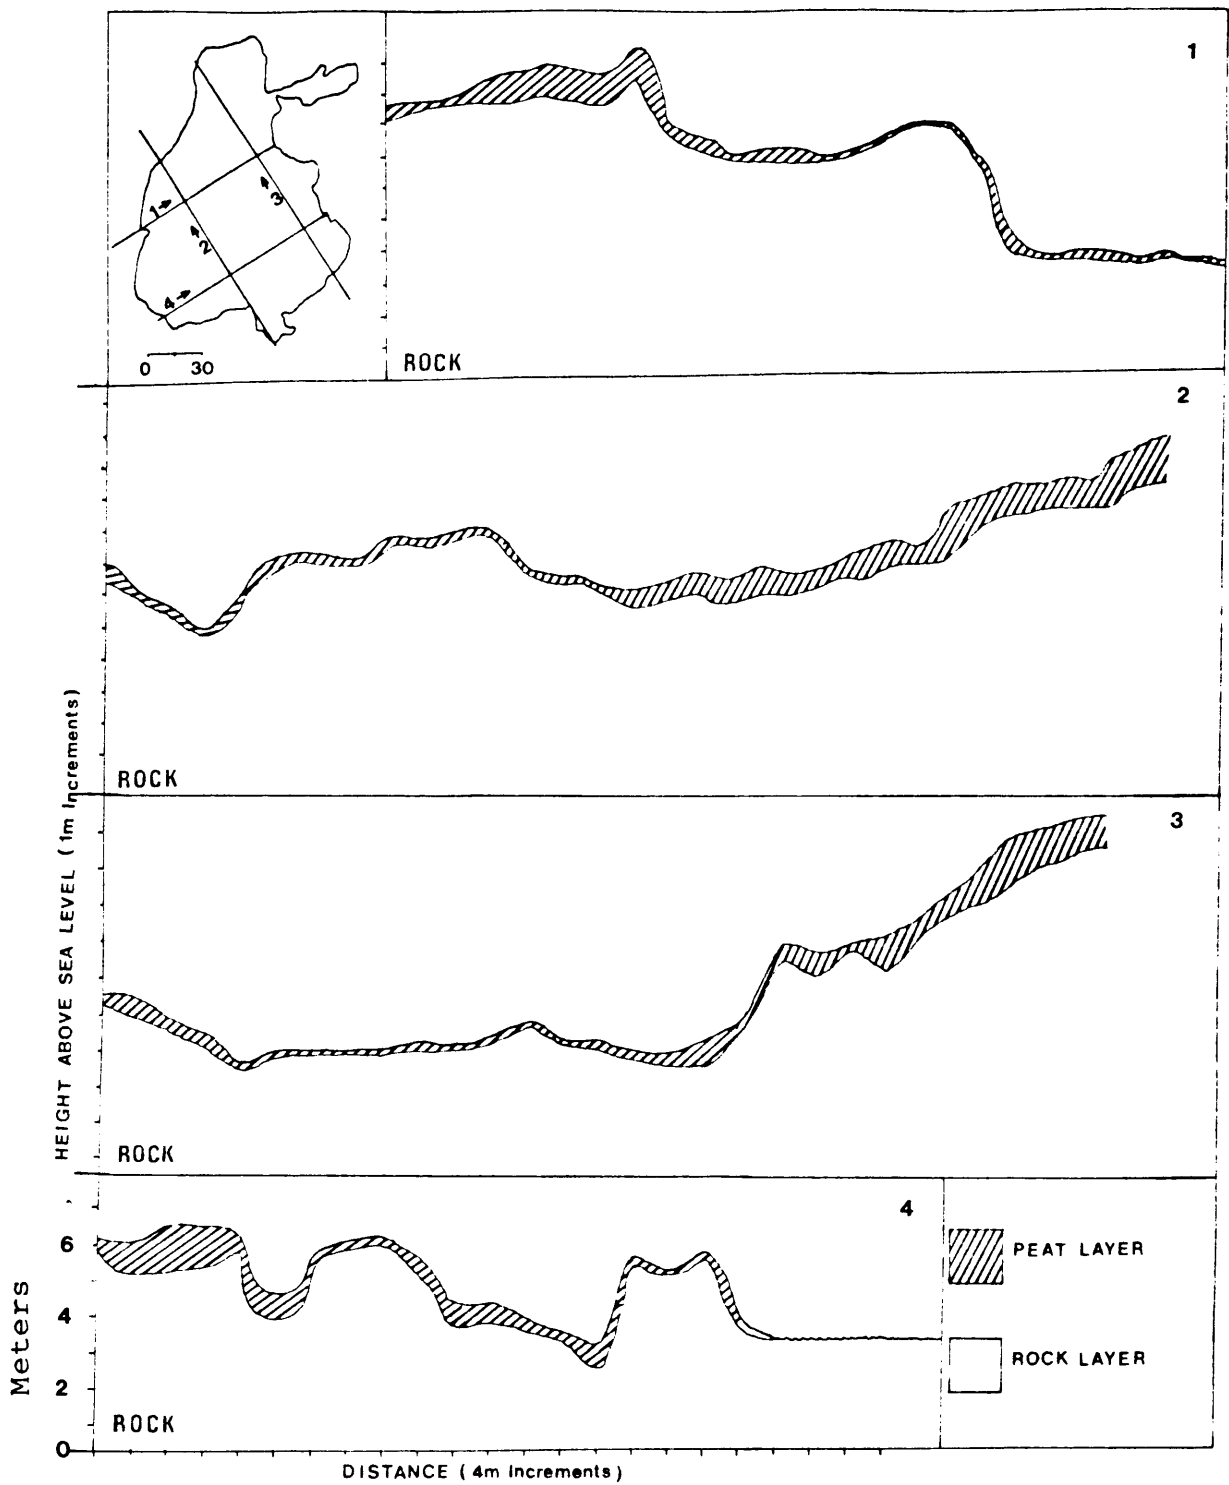 1
1
2
3
4
0 30
ROCK
2
ROCK
HEIGHT ABOVE SEA LEVEL (1m Increments)
3
ROCK
4
6
4
2
0
Meters
ROCK
PEAT LAYER
ROCK LAYER
DISTANCE (4m Increments)